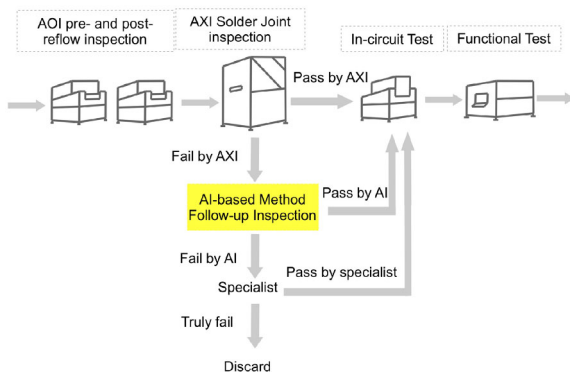 AOI pre- and post-
reflow inspection
AXI Solder Joint
inspection
In-circuit Test
Functional Test
Pass by AXI
Fail by AXI
AI-based Method
Follow-up Inspection
Pass by AI
Fail by AI
Pass by specialist
Specialist
Truly fail
Discard